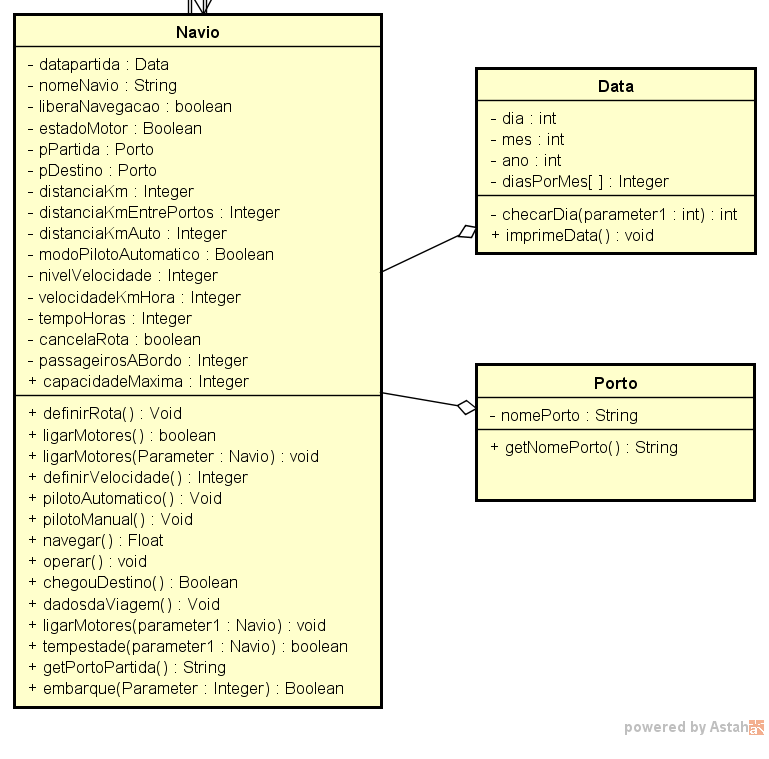 Navio
- datapartida : Data
- nomeNavio : String
- liberaNavegacao : boolean
- estadoMotor : Boolean
- pPartida : Porto
- pDestino : Porto
- distanciaKm : Integer
- distanciaKmEntrePortos : Integer
- distanciaKmAuto : Integer
- modoPilotoAutomatico : Boolean
- nivelVelocidade : Integer
- velocidadeKmHora : Integer
- tempoHoras : Integer
- cancelaRota : boolean
- passageirosABordo : Integer
+ capacidadeMaxima : Integer
+ definirRota() : Void
+ ligarMotores() : boolean
+ ligarMotores(Parameter : Navio) : void
+ definirVelocidade() : Integer
+ pilotoAutomatico() : Void
+ pilotoManual() : Void
+ navegar() : Float
+ operar() : void
+ chegouDestino() : Boolean
+ dadosdaViagem() : Void
+ ligarMotores(parameter1 : Navio) : void
+ tempestade(parameter1 : Navio) : boolean
+ getPortoPartida() : String
+ embarque(Parameter : Integer) : Boolean
Data
- dia : int
- mes : int
- ano : int
- diasPorMes[ ] : Integer
- checarDia(parameter1 : int) : int
+ imprimeData() : void
Porto
- nomePorto : String
+ getNomePorto() : String
powered by Astah